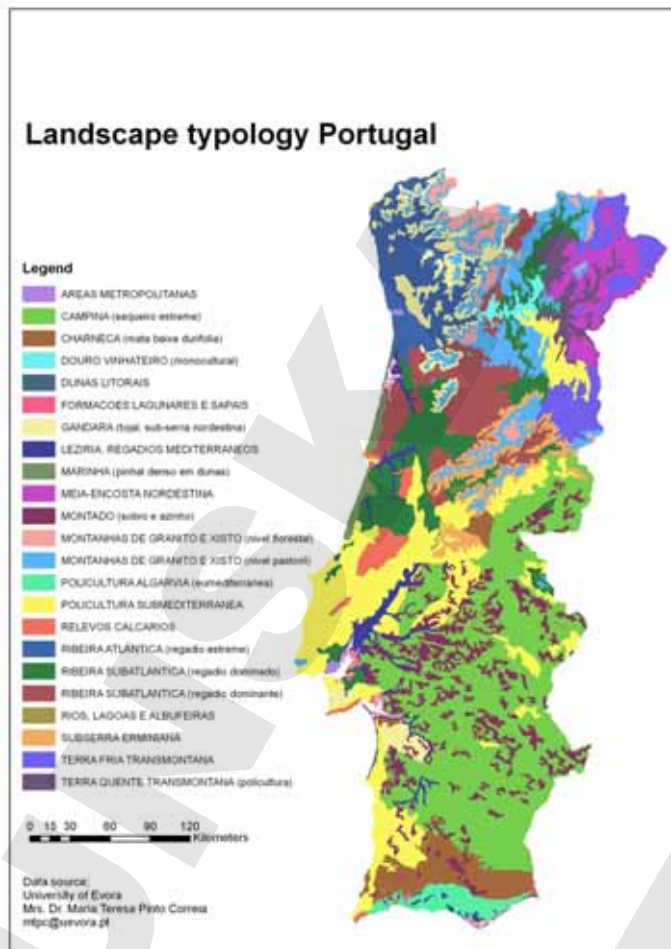 Landscape typology Portugal
Legend
AREAS METROPOLITANAS
CAMPINA (sequeiro estreme)
CHARNECA (mata baixa durifolia)
DOURO VINHATEIRO (monocultural)
DUNAS LITORAIS
FORMACOES LAGUNARES E SAPAIS
GANDARA (tojal, sub-serra nordestina)
LEZIRIA, REGADIOS MEDITERRANEOS
MARINHA (pinhal denso em dunas)
MEIA-ENCOSTA NORDESTINA
MONTADO (sobro e azinho)
MONTANHAS DE GRANITO E XISTO (nivel florestal)
MONTANHAS DE GRANITO E XISTO (nivel pastoril)
POLICULTURA ALGARVIA (eumediterranea)
POLICULTURA SUBMEDITERRANEA
RELEVOS CALCARIOS
RIBEIRA ATLÂNTICA (regadio estreme)
RIBEIRA SUBATLANTICA (regadio dominado)
RIBEIRA SUBATLANTICA (regadio dominante)
RIOS, LAGOAS E ALBUFEIRAS
SUBSERRA ERMINIANA
TERRA FRIA TRANSMONTANA
TERRA QUENTE TRANSMONTANA (policultura)
0 15 30 60 90 120
Kilometers
Data source:
University of Evora
Mrs. Dr. Maria Teresa Pinto Correia
mtpc@uevora.pt